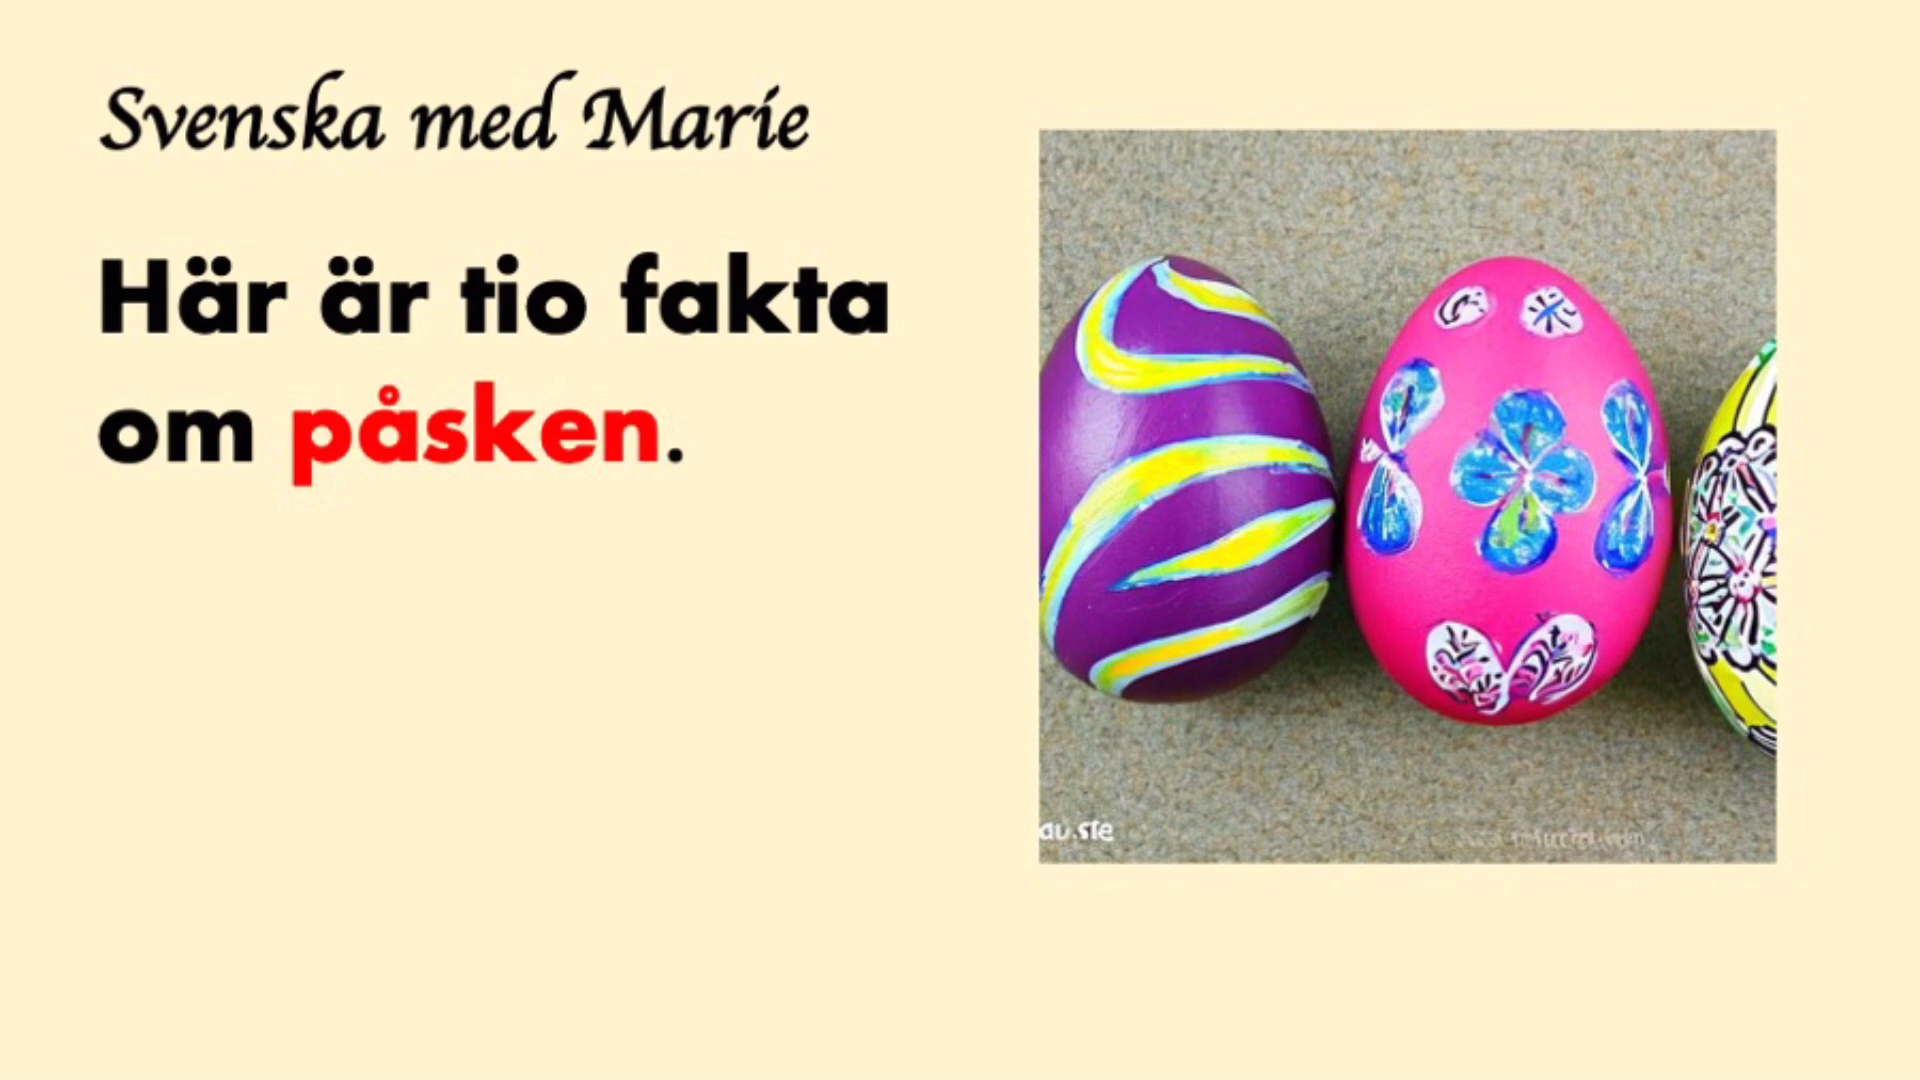 Svenska med Marie
Här är tio fakta
om påsken.